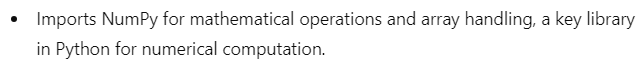 • Imports NumPy for mathematical operations and array handling, a key library
in Python for numerical computation.